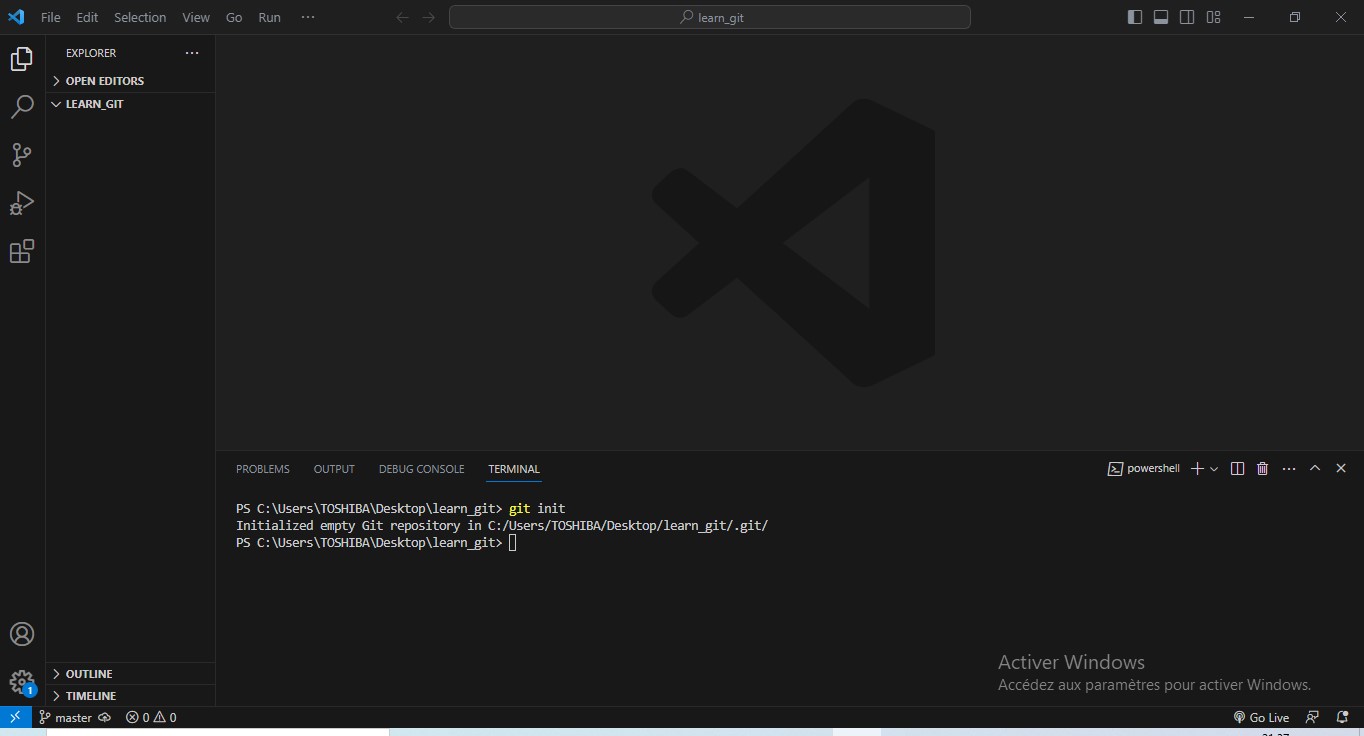 File Edit Selection View Go Run ···
learn_git
EXPLORER
OPEN EDITORS
LEARN_GIT
PROBLEMS OUTPUT DEBUG CONSOLE TERMINAL
powershell
PS C:\Users\TOSHIBA\Desktop\learn_git> git init
Initialized empty Git repository in C:/Users/TOSHIBA/Desktop/learn_git/.git/
PS C:\Users\TOSHIBA\Desktop\learn_git>
Activer Windows
Accédez aux paramètres pour activer Windows.
OUTLINE
1
TIMELINE
master 0 0 Go Live